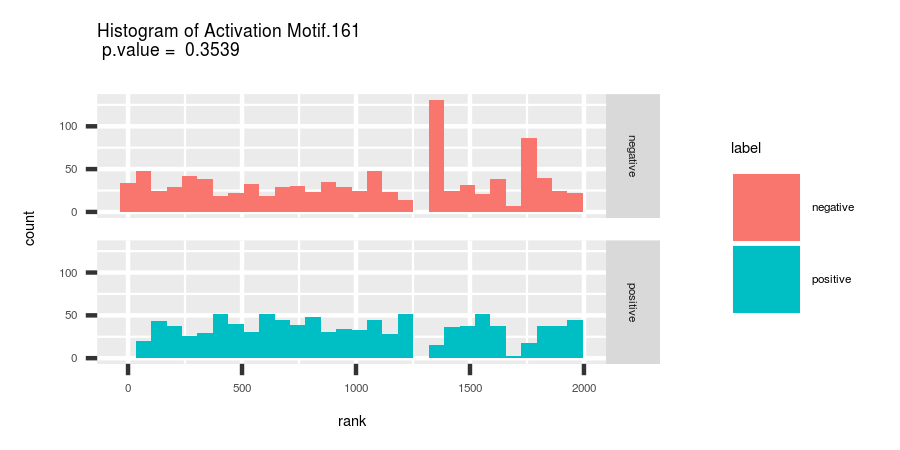 Histogram of Activation Motif.161
p.value = 0.3539
count
100
50
0
negative
100
50
0
positive
0 500 1000 1500 2000
rank
label
negative
positive